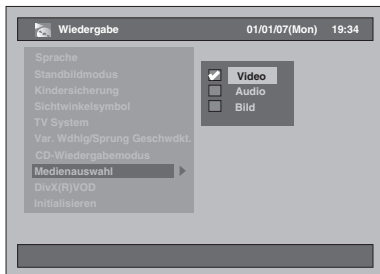 Wiedergabe 01/01/07(Mon) 19:34
Sprache
Standbildmodus
Kindersicherung
Sichtwinkelsymbol
TV System
Var. Wdhlg/Sprung Geschwdkt.
CD-Wiedergabemodus
Medienauswahl
DivX(R)VOD
Initialisieren
Video
Audio
Bild